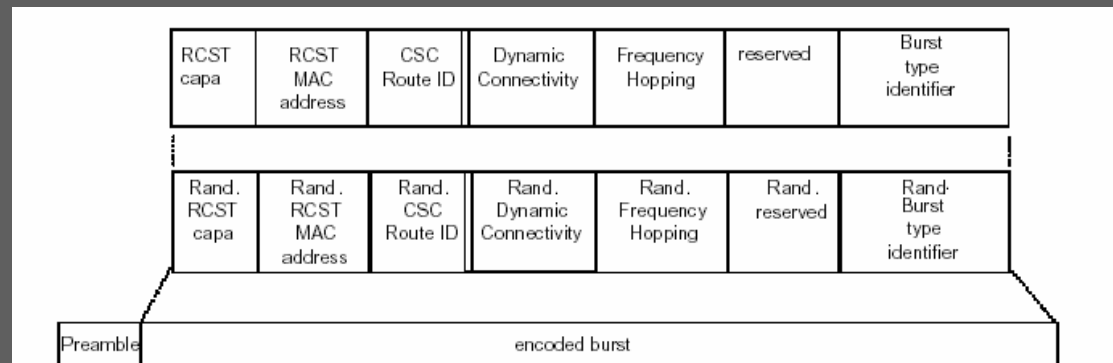 RCST
capa
RCST
MAC
address
CSC
Route ID
Dynamic
Connectivity
Frequency
Hopping
reserved
Burst
type
identifier
Rand.
RCST
capa
Rand.
RCST
MAC
address
Rand.
CSC
Route ID
Rand.
Dynamic
Connectivity
Rand.
Frequency
Hopping
Rand.
reserved
Rand.
Burst
type
identifier
Preamble
encoded burst